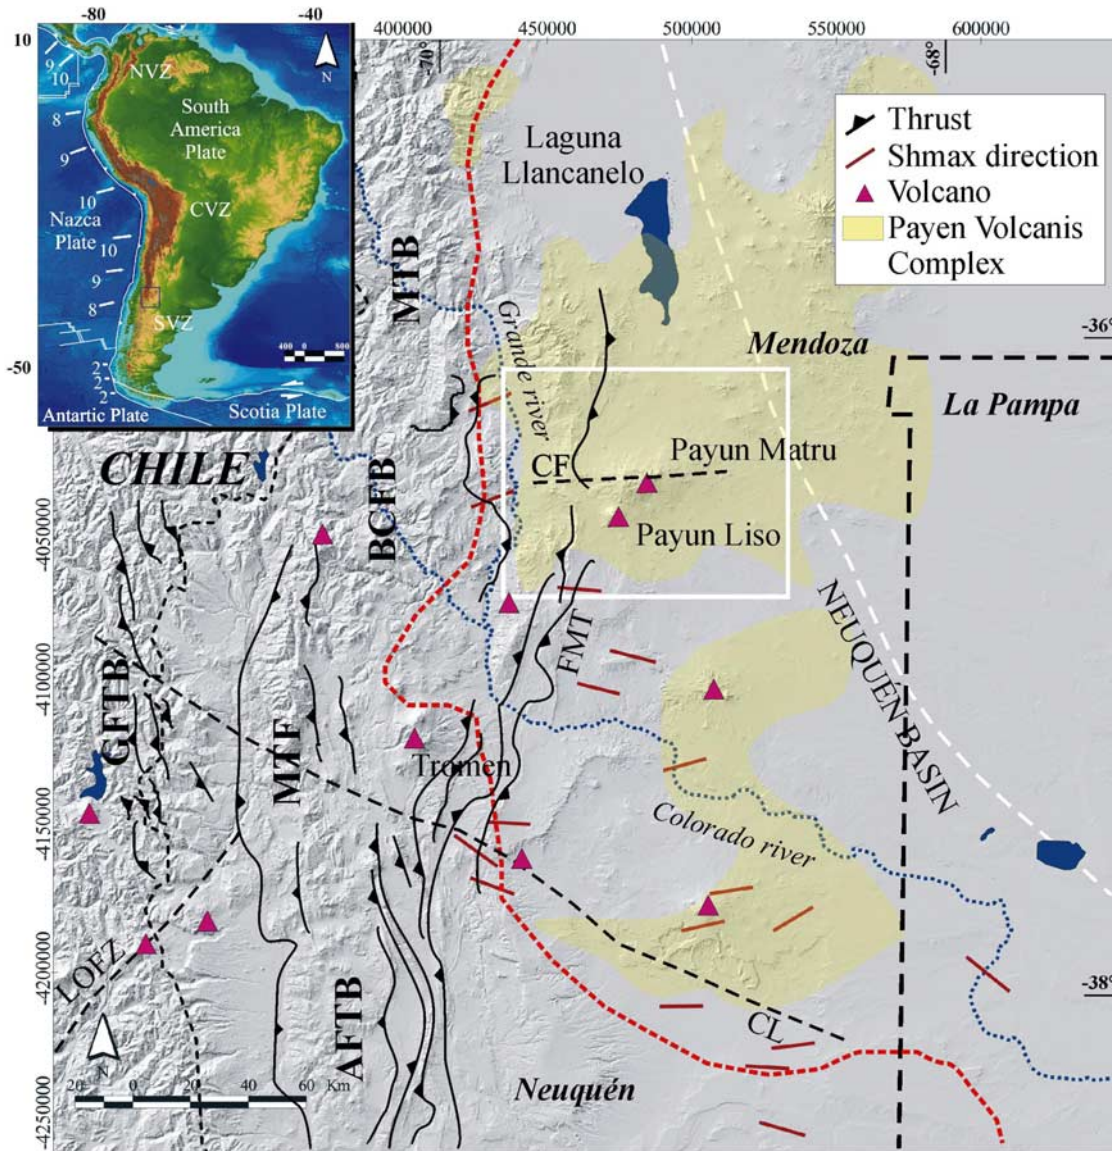 -80
-40
10
-50
N
NVZ
South
America
Plate
CVZ
SVZ
Nazca
Plate
9
10
8
9
10
10
9
8
2
2
2
400 0 800
Antartic Plate
Scotia Plate
400000
450000
500000
550000
600000
-70°
-68°
-36°
-38°
-4050000
-4100000
-4150000
-4200000
-4250000
Thrust
Shmax direction
Volcano
Payen Volcanis
Complex
Laguna
Llancanelo
MTB
Grande river
Mendoza
La Pampa
CHILE
BCFB
CF
Payun Matru
Payun Liso
NEUQUÉN BASIN
FMT
GFTB
MTF
Tromen
Colorado river
LOFZ
AFTB
CL
Neuquén
N
20 0 20 40 60 Km